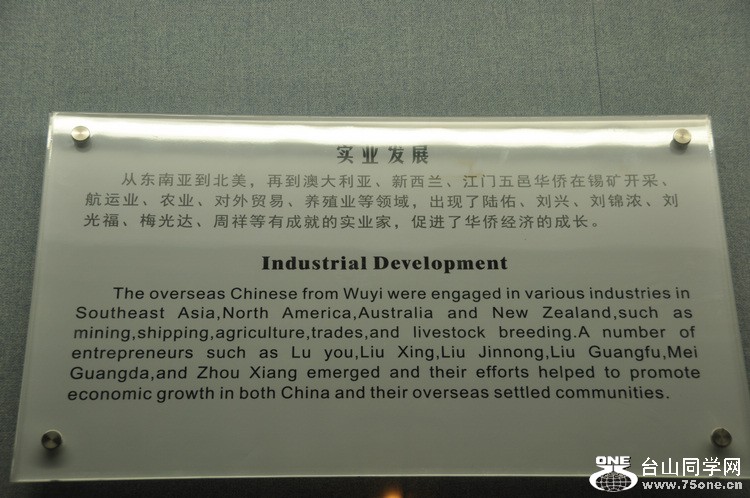 实业发展
从东南亚到北美，再到澳大利亚、新西兰、江门五邑华侨在锡矿开采、
航运业、农业、对外贸易、养殖业等领域，出现了陆佑、刘兴、刘锦浓、刘
光福、梅光达、周祥等有成就的实业家，促进了华侨经济的成长。
Industrial Development
The overseas Chinese from Wuyi were engaged in various industries in
Southeast Asia,North America,Australia and New Zealand,such as
mining,shipping,agriculture,trades,and livestock breeding.A number of
entrepreneurs such as Lu you,Liu Xing,Liu Jinnong,Liu Guangfu,Mei
Guangda,and Zhou Xiang emerged and their efforts helped to promote
economic growth in both China and their overseas settled communities.
ONE 台山同学网
www.75one.cn